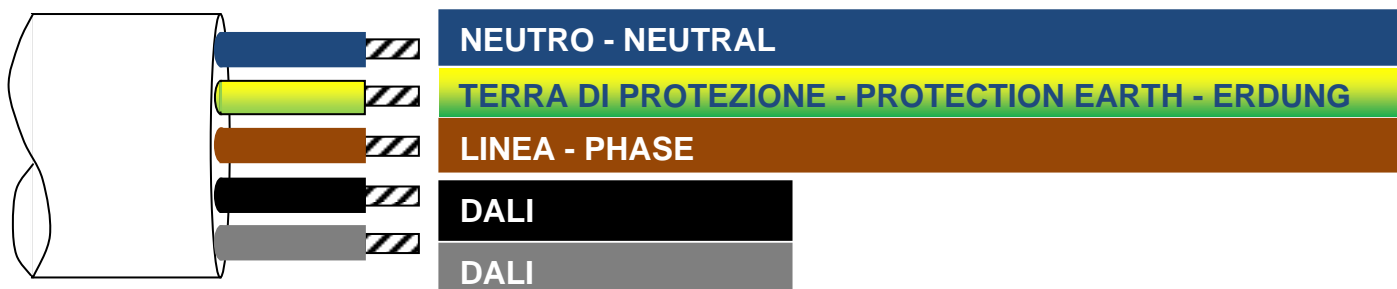 NEUTRO - NEUTRAL
TERRA DI PROTEZIONE - PROTECTION EARTH - ERDUNG
LINEA - PHASE
DALI
DALI